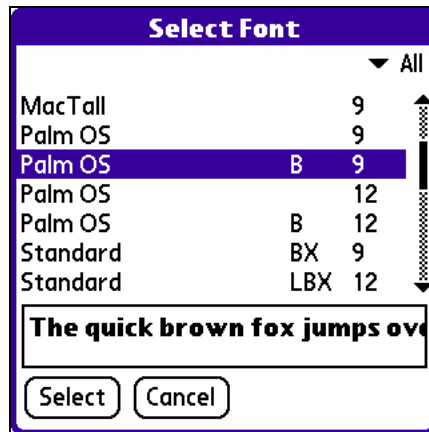 Select Font
All
MacTall 9
Palm OS 9
Palm OS B 9
Palm OS 12
Palm OS B 12
Standard BX 9
Standard LBX 12
The quick brown fox jumps ove
Select Cancel